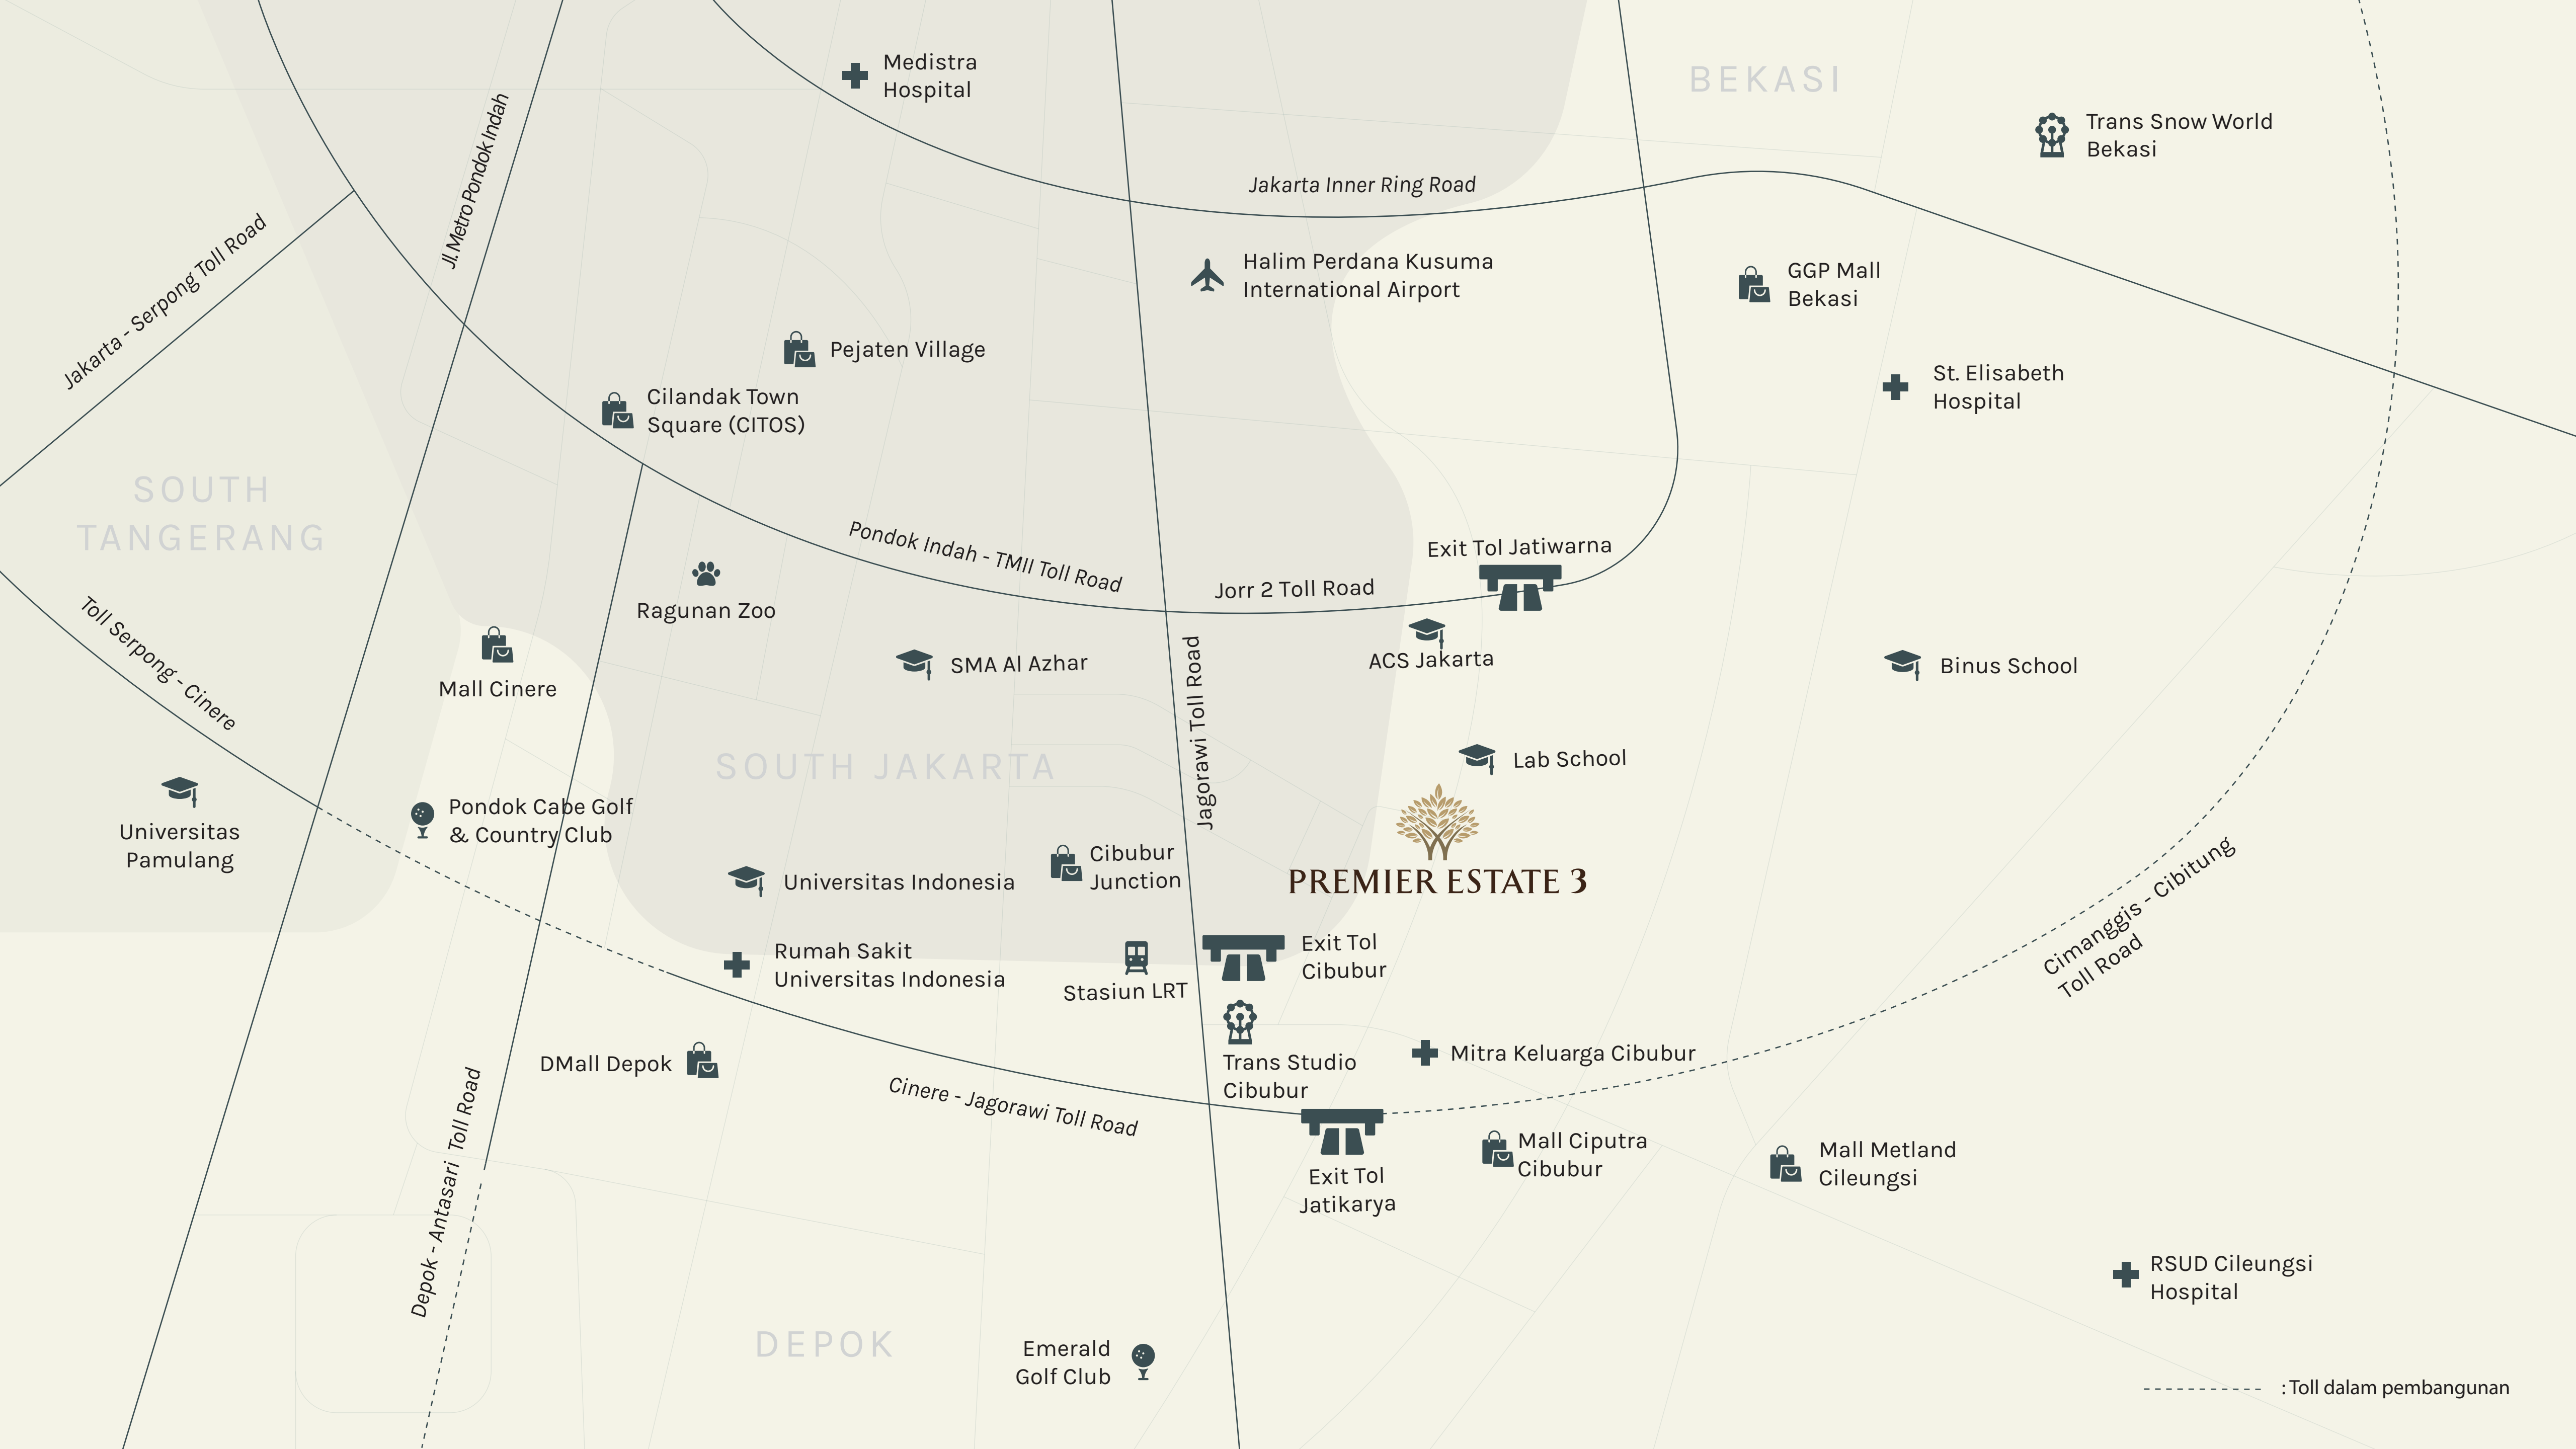 Medistra
Hospital
BEKASI
Trans Snow World
Bekasi
Jl. Metro Pondok Indah
Jakarta Inner Ring Road
Jakarta - Serpong Toll Road
Halim Perdana Kusuma
International Airport
GGP Mall
Bekasi
Pejaten Village
Cilandak Town
Square (CITOS)
St. Elisabeth
Hospital
SOUTH
TANGERANG
Pondok Indah - TMII Toll Road
Exit Tol Jatiwarna
Jorr 2 Toll Road
Ragunan Zoo
Toll Serpong - Cinere
Mall Cinere
SMA Al Azhar
ACS Jakarta
Binus School
Jagorawi Toll Road
SOUTH JAKARTA
Lab School
Universitas
Pamulang
Pondok Cabe Golf
& Country Club
Universitas Indonesia
Cibubur
Junction
PREMIER ESTATE 3
Cimanggis - Cibitung
Toll Road
Rumah Sakit
Universitas Indonesia
Stasiun LRT
Exit Tol
Cibubur
DMall Depok
Trans Studio
Cibubur
Mitra Keluarga Cibubur
Cinere - Jagorawi Toll Road
Depok - Antasari Toll Road
Exit Tol
Jatikarya
Mall Ciputra
Cibubur
Mall Metland
Cileungsi
RSUD Cileungsi
Hospital
DEPOK
Emerald
Golf Club
: Toll dalam pembangunan